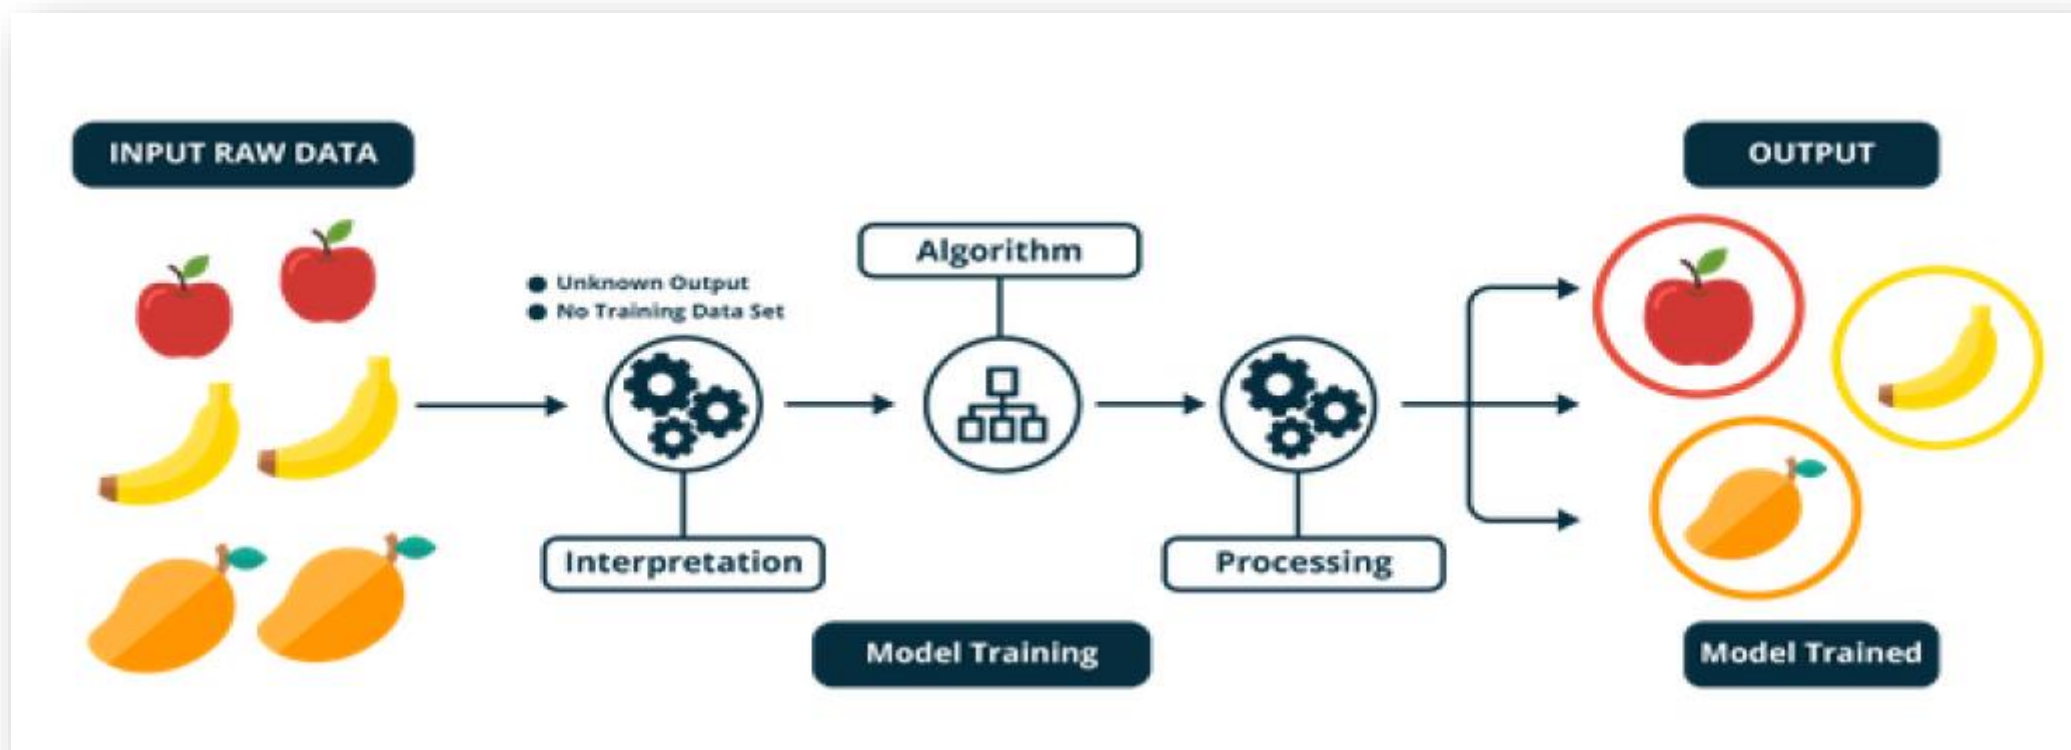 INPUT RAW DATA
OUTPUT
Algorithm
Unknown Output
No Training Data Set
Interpretation
Processing
Model Training
Model Trained